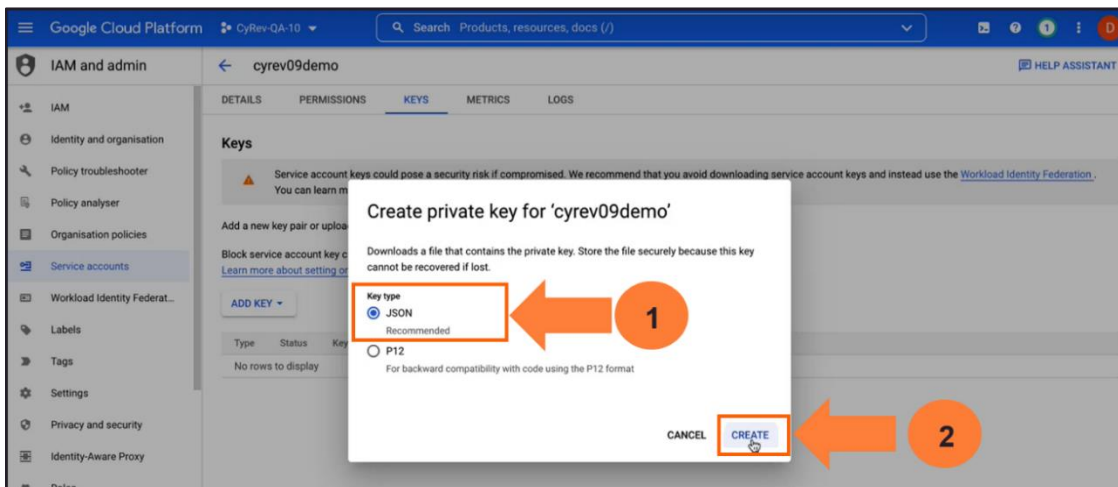 Google Cloud Platform CyRev-QA-10 Search Products, resources, docs (/) 1 D
IAM and admin
cyrev09demo
HELP ASSISTANT
IAM
Identity and organisation
Policy troubleshooter
Policy analyser
Organisation policies
Service accounts
Workload Identity Federat...
Labels
Tags
Settings
Privacy and security
Identity-Aware Proxy
DETAILS PERMISSIONS KEYS METRICS LOGS
Keys
Service account keys could pose a security risk if compromised. We recommend that you avoid downloading service account keys and instead use the Workload Identity Federation .
You can learn m
Add a new key pair or uploa
Block service account key c
Learn more about setting or
ADD KEY
Type Status Key
No rows to display
Create private key for ‘cyrev09demo’
Downloads a file that contains the private key. Store the file securely because this key
cannot be recovered if lost.
Key type
JSON
Recommended
P12
For backward compatibility with code using the P12 format
CANCEL CREATE
1
2